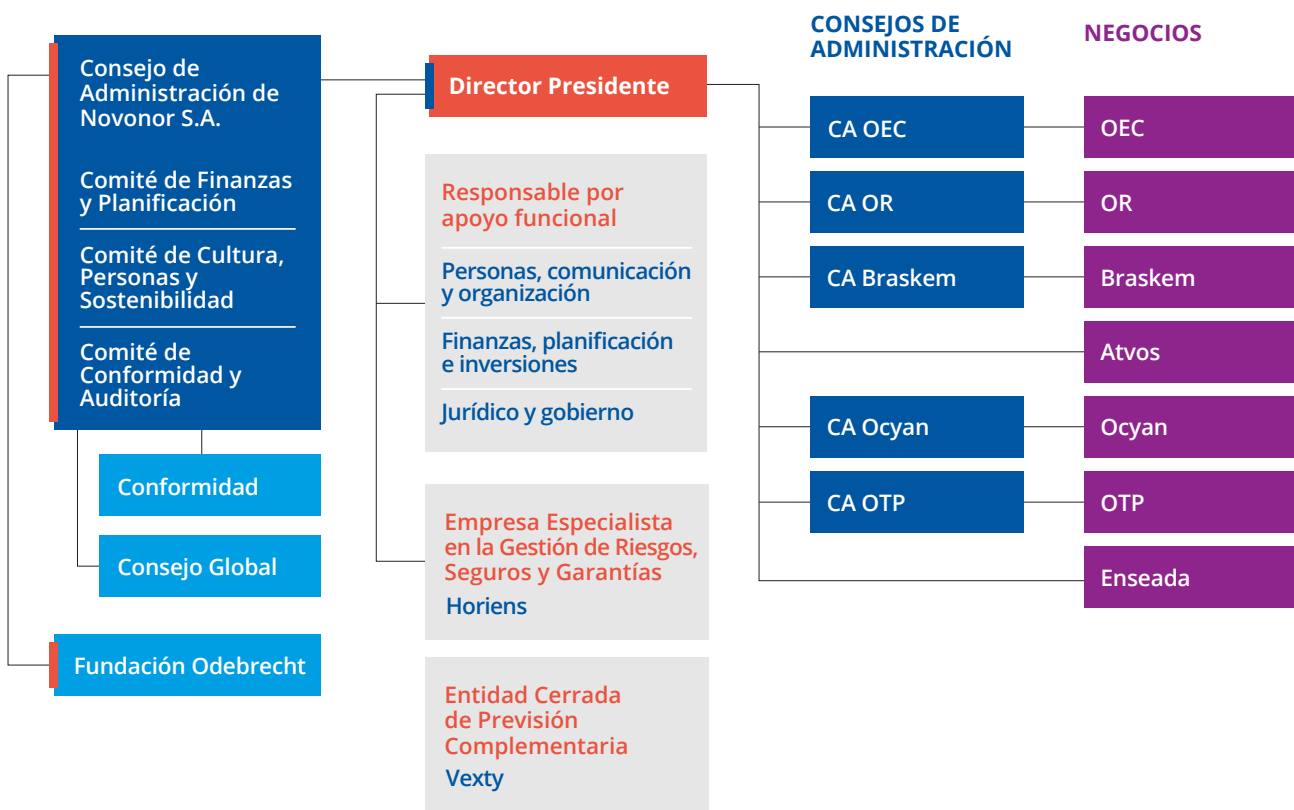 Consejo de
Administración de
Novonor S.A.
Comité de Finanzas
y Planificación
Comité de Cultura,
Personas y
Sostenibilidad
Comité de
Conformidad y
Auditoría
Conformidad
Consejo Global
Fundación Odebrecht
Director Presidente
Responsable por
apoyo funcional
Personas, comunicación
y organización
Finanzas, planificación
e inversiones
Jurídico y gobierno
Empresa Especialista
en la Gestión de Riesgos,
Seguros y Garantías
Horiens
Entidad Cerrada
de Previsión
Complementaria
Vexty
CONSEJOS DE
ADMINISTRACIÓN
CA OEC
CA OR
CA Braskem
CA Ocyan
CA OTP
NEGOCIOS
OEC
OR
Braskem
Atvos
Ocyan
OTP
Enseada